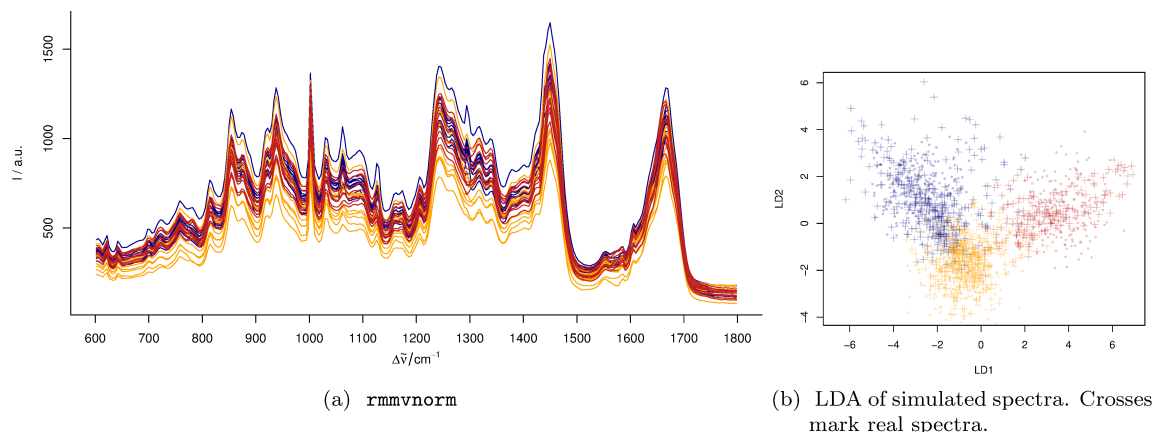 I / a.u.
500
1000
1500
600 700 800 900 1000 1100 1200 1300 1400 1500 1600 1700 1800
Δν̃/cm⁻¹
(a) rmmvnorm
LD2
6
4
2
0
−2
−4
−6 −4 −2 0 2 4 6
LD1
(b) LDA of simulated spectra. Crosses
mark real spectra.